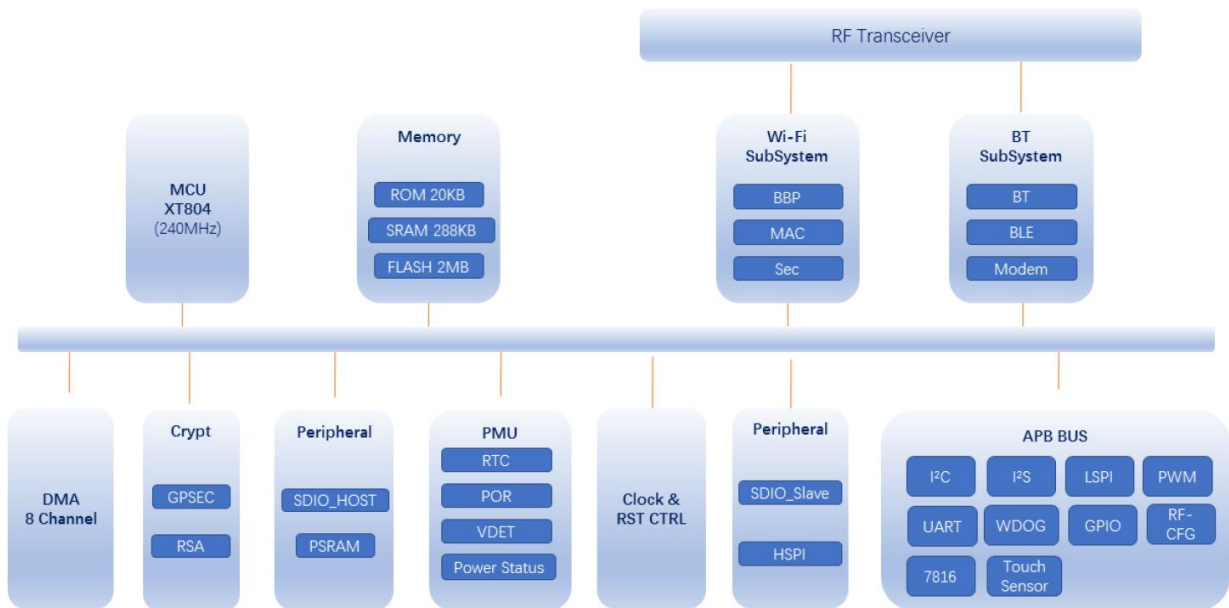 RF Transceiver
MCU
XT804
(240MHz)
Memory
ROM 20KB
SRAM 288KB
FLASH 2MB
Wi-Fi
SubSystem
BBP
MAC
Sec
BT
SubSystem
BT
BLE
Modem
DMA
8 Channel
Crypt
GPSEC
RSA
Peripheral
SDIO_HOST
PSRAM
PMU
RTC
POR
VDET
Power Status
Clock &
RST CTRL
Peripheral
SDIO_Slave
HSPI
APB BUS
I²C
I²S
LSPI
PWM
UART
WDOG
GPIO
RF-
CFG
7816
Touch
Sensor